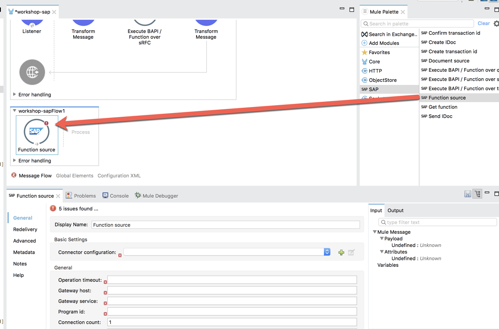 *workshop-sap
Listener
Transform
Message
Execute BAPI /
Function over
sRFC
Transform
Message
Error handling
workshop-sapFlow1
SAP
Function source
Process
Error handling
Message Flow Global Elements Configuration XML
Mule Palette
Search in palette
Clear
Search in Exchange..
Add Modules
Favorites
Core
HTTP
ObjectStore
SAP
Confirm transaction id
Create IDoc
Create transaction id
Document source
Execute BAPI / Function over
Execute BAPI / Function over s
Execute BAPI / Function over t
Function source
Get function
Send IDoc
Function source
Problems
Console
Mule Debugger
General
Redelivery
Advanced
Metadata
Notes
Help
5 issues found ...
Display Name: Function source
Basic Settings
Connector configuration:
General
Operation timeout:
Gateway host:
Gateway service:
Program id:
Connection count: 1
Input Output
type filter text
Mule Message
Payload
Undefined : Unknown
Attributes
Undefined : Unknown
Variables